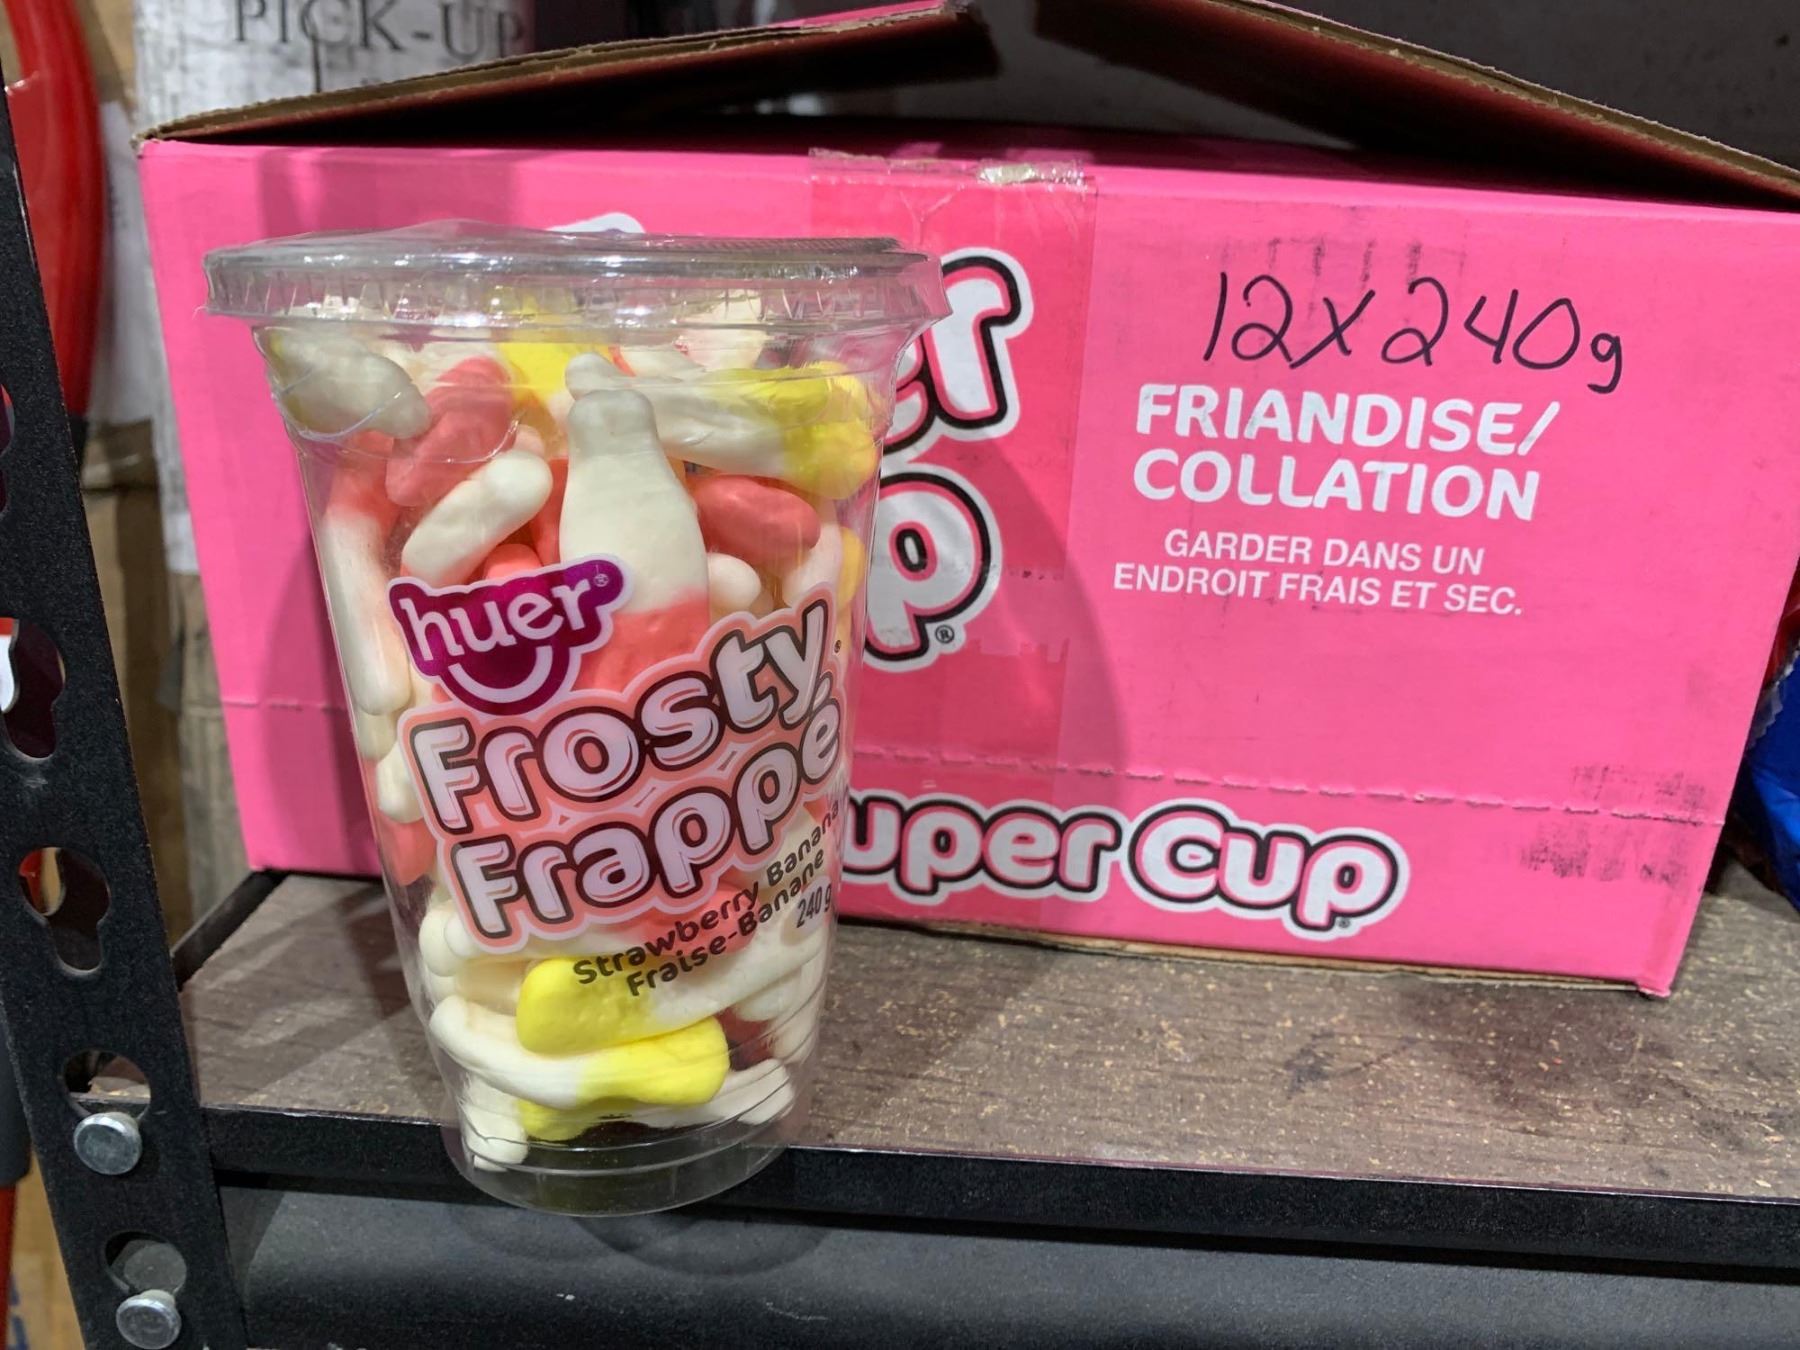 PICK-UP
12x240g
FRIANDISE/
COLLATION
GARDER DANS UN
ENDROIT FRAIS ET SEC.
huer®
Frosty
Frappé
Strawberry Banana
Fraise-Banane
240 g
Cup